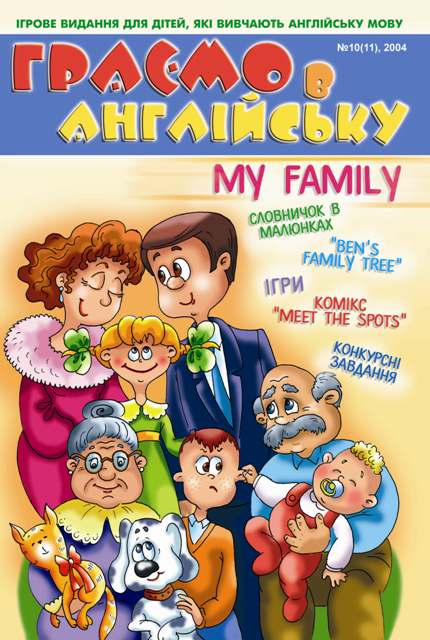 ІГРОВЕ ВИДАННЯ ДЛЯ ДІТЕЙ, ЯКІ ВИВЧАЮТЬ АНГЛІЙСЬКУ МОВУ
№10(11), 2004
ГРАЄМО В
АНГЛІЙСЬКУ
MY FAMILY
СЛОВНИЧОК В
МАЛЮНКАХ
"BEN'S
FAMILY TREE"
ІГРИ
КОМІКС
"MEET THE SPOTS"
КОНКУРСНІ
ЗАВДАННЯ